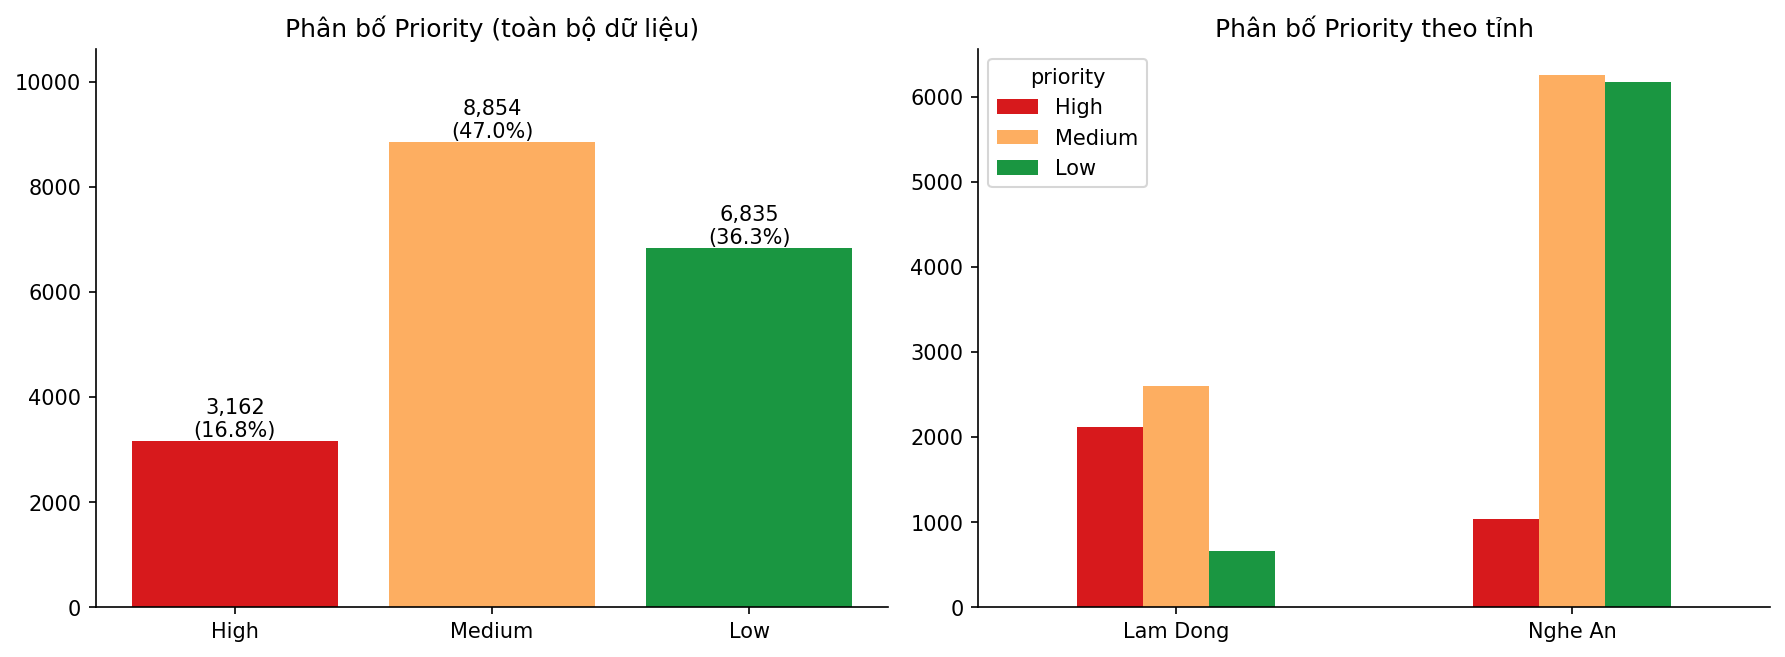 Phân bố Priority (toàn bộ dữ liệu)
10000
8000
6000
4000
2000
0
8,854
(47.0%)
6,835
(36.3%)
3,162
(16.8%)
High
Medium
Low
Phân bố Priority theo tỉnh
priority
High
Medium
Low
6000
5000
4000
3000
2000
1000
0
Lam Dong
Nghe An